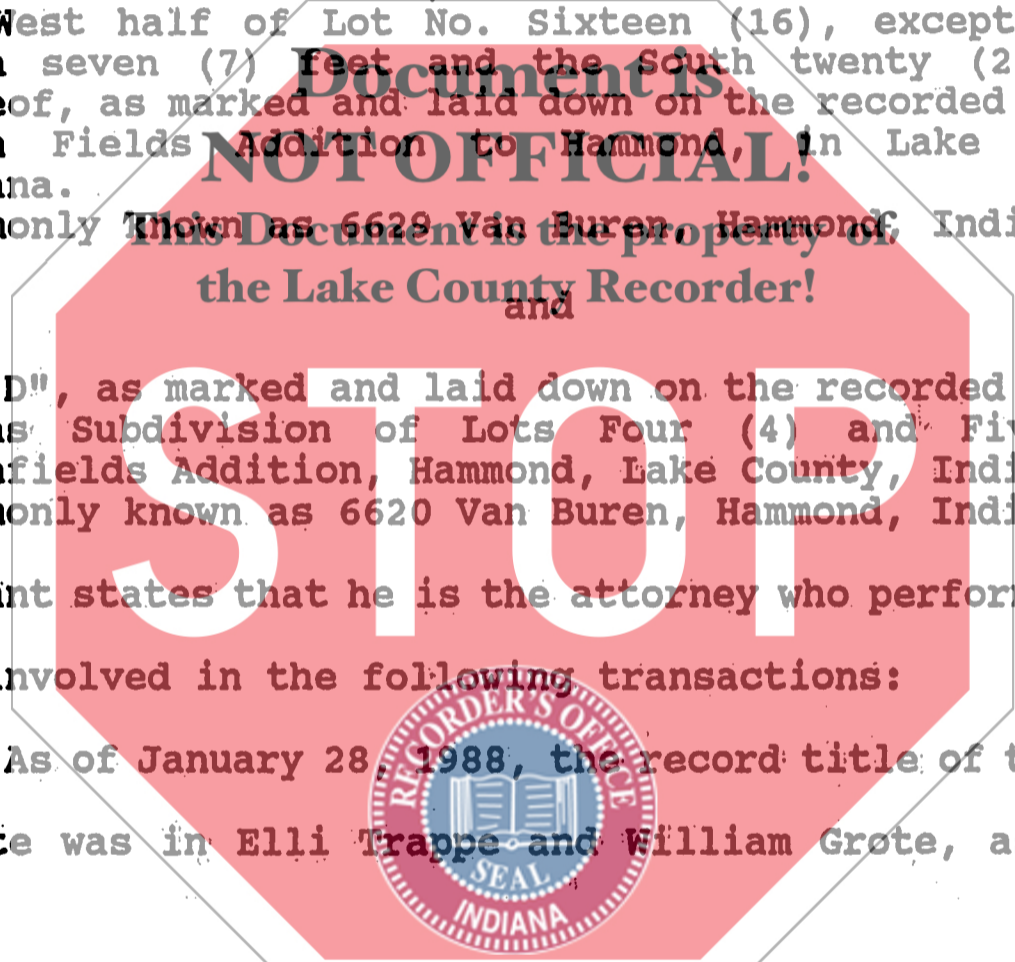 West half of Lot No. Sixteen (16), except
seven (7) feet and the South twenty (2
eof, as marked and laid down on the recorded
Fields Addition to Hammond, in Lake
ana.
only known as Van Buren, Hammond, Indi
and
D", as marked and laid down on the recorded
s Subdivision of Lots Four (4) and Fiv
fields Addition, Hammond, Lake County, Indi
only known as 6620 Van Buren, Hammond, Indi
nt states that he is the attorney who perform
nvolved in the following transactions:
As of January 28, 1988, the record title of t
te was in Elli Trappe and William Grote, a
Document is
NOT OFFICIAL!
This Document is the property of
the Lake County Recorder!
STOP
RECORDER'S OFFICE
SEAL
INDIANA